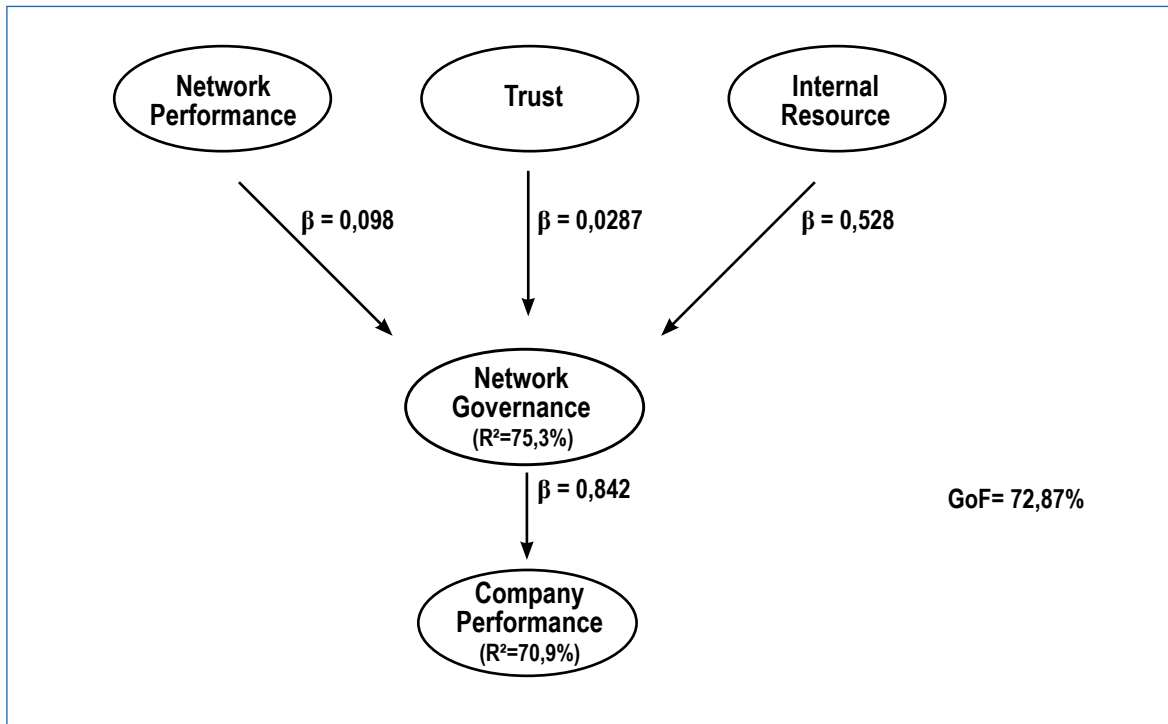 Network
Performance
Trust
Internal
Resource
β = 0,098
β = 0,0287
β = 0,528
Network
Governance
(R²=75,3%)
β = 0,842
GoF= 72,87%
Company
Performance
(R²=70,9%)